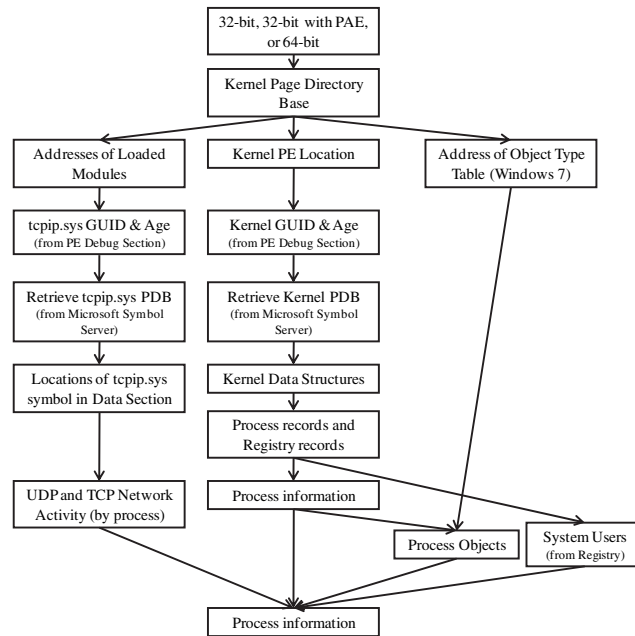 32-bit, 32-bit with PAE,
or 64-bit
Kernel Page Directory
Base
Addresses of Loaded
Modules
Kernel PE Location
Address of Object Type
Table (Windows 7)
tcpip.sys GUID & Age
(from PE Debug Section)
Kernel GUID & Age
(from PE Debug Section)
Retrieve tcpip.sys PDB
(from Microsoft Symbol
Server)
Retrieve Kernel PDB
(from Microsoft Symbol
Server)
Locations of tcpip.sys
symbol in Data Section
Kernel Data Structures
Process records and
Registry records
UDP and TCP Network
Activity (by process)
Process information
Process Objects
System Users
(from Registry)
Process information